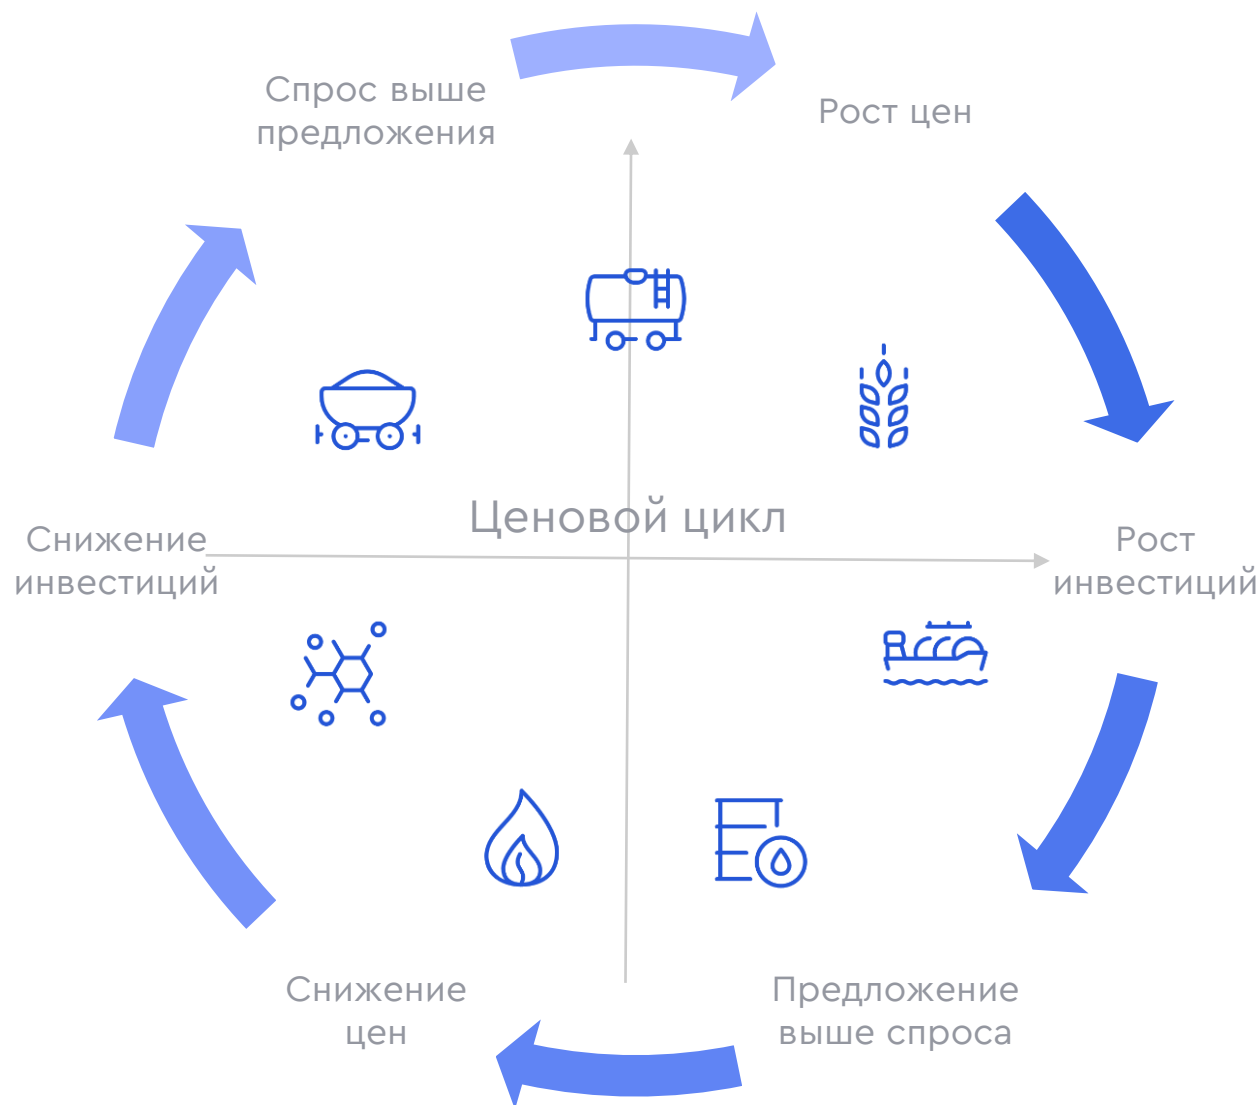 Спрос выше
предложения
Рост цен
Ценовой цикл
Снижение
инвестиций
Рост
инвестиций
Снижение
цен
Предложение
выше спроса